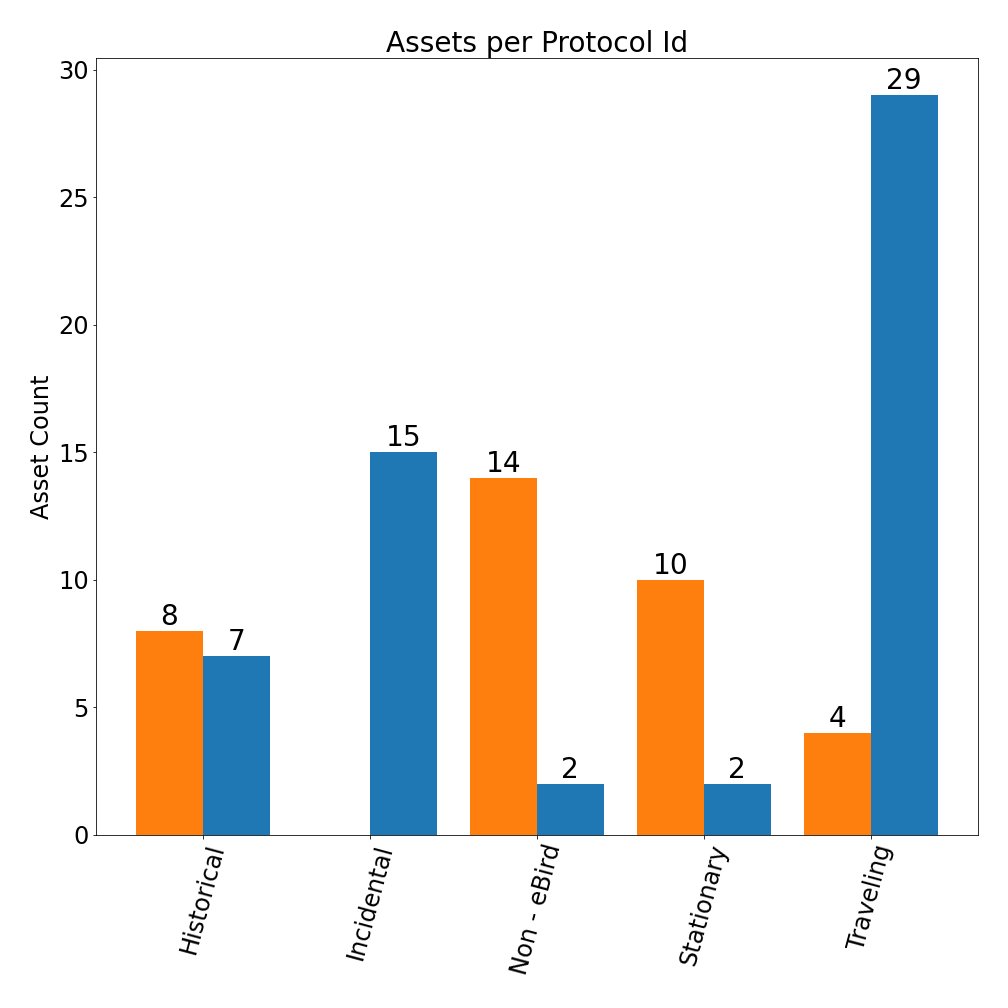 Assets per Protocol Id
Asset Count
30
25
20
15
10
5
0
8
7
15
14
2
10
2
4
29
Historical
Incidental
Non - eBird
Stationary
Traveling